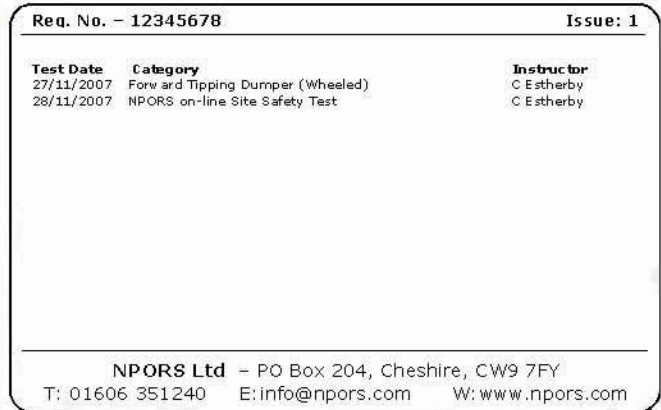 Reg. No. – 12345678 Issue: 1
Test Date Category Instructor
27/11/2007 Forward Tipping Dumper (Wheeled) C Estherby
28/11/2007 NPORS on-line Site Safety Test C Estherby
NPORS Ltd – PO Box 204, Cheshire, CW9 7FY
T: 01606 351240 E:info@npors.com W:www.npors.com